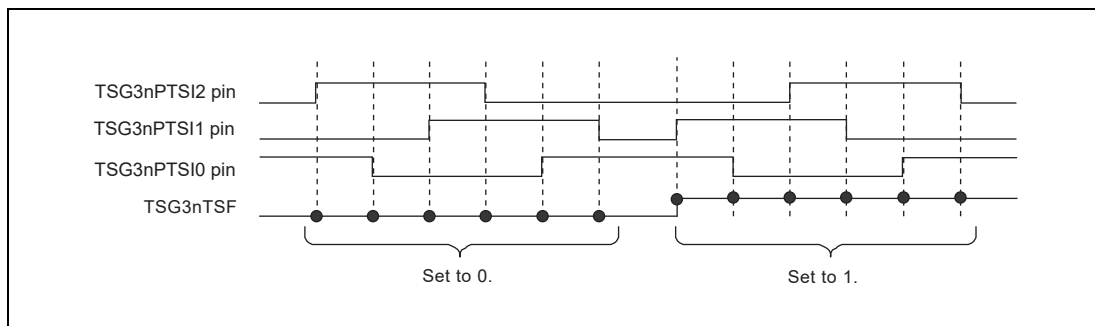 TSG3nPTSI2 pin
TSG3nPTSI1 pin
TSG3nPTSI0 pin
TSG3nTSF
Set to 0.
Set to 1.